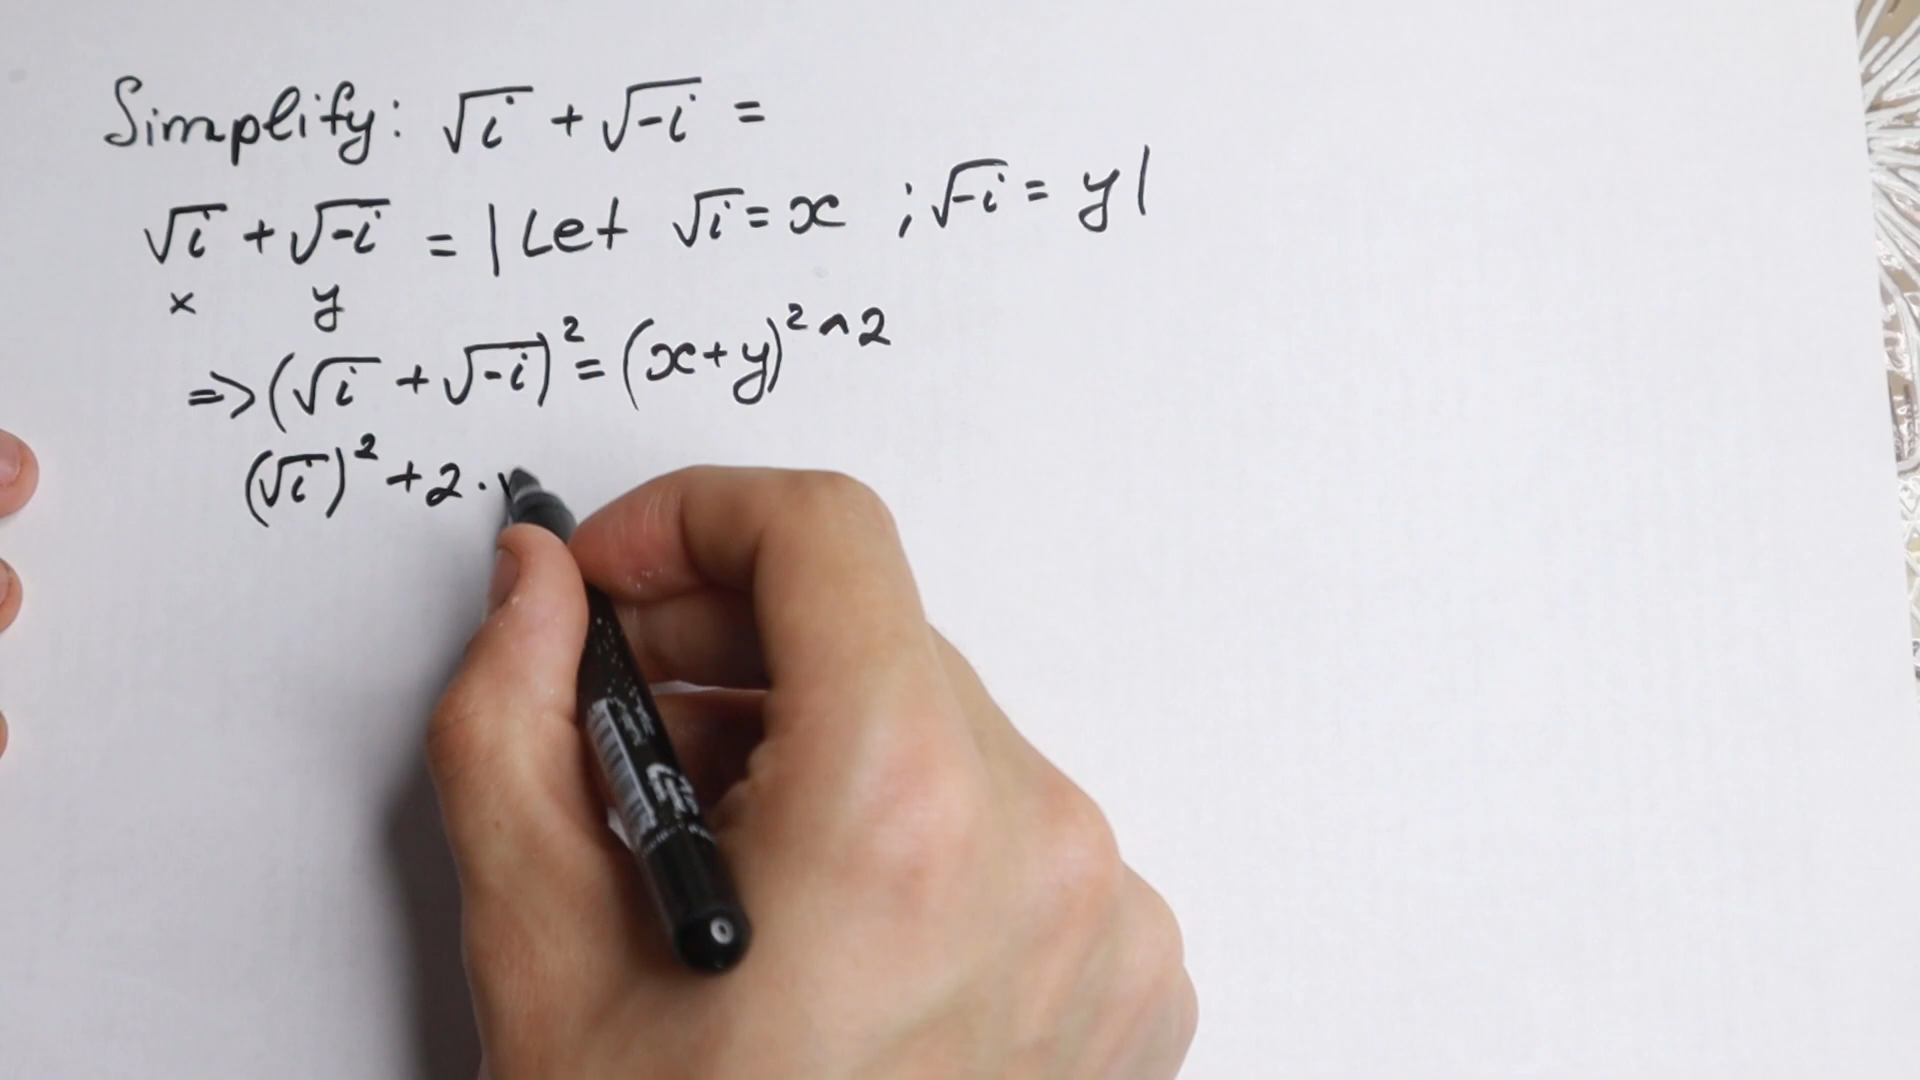 Simplify: √i + √-i =
√i + √-i = | Let √i = x ; √-i = y |
x y
=> (√i + √-i)² = (x+y)² ^2
(√i)² + 2 ·